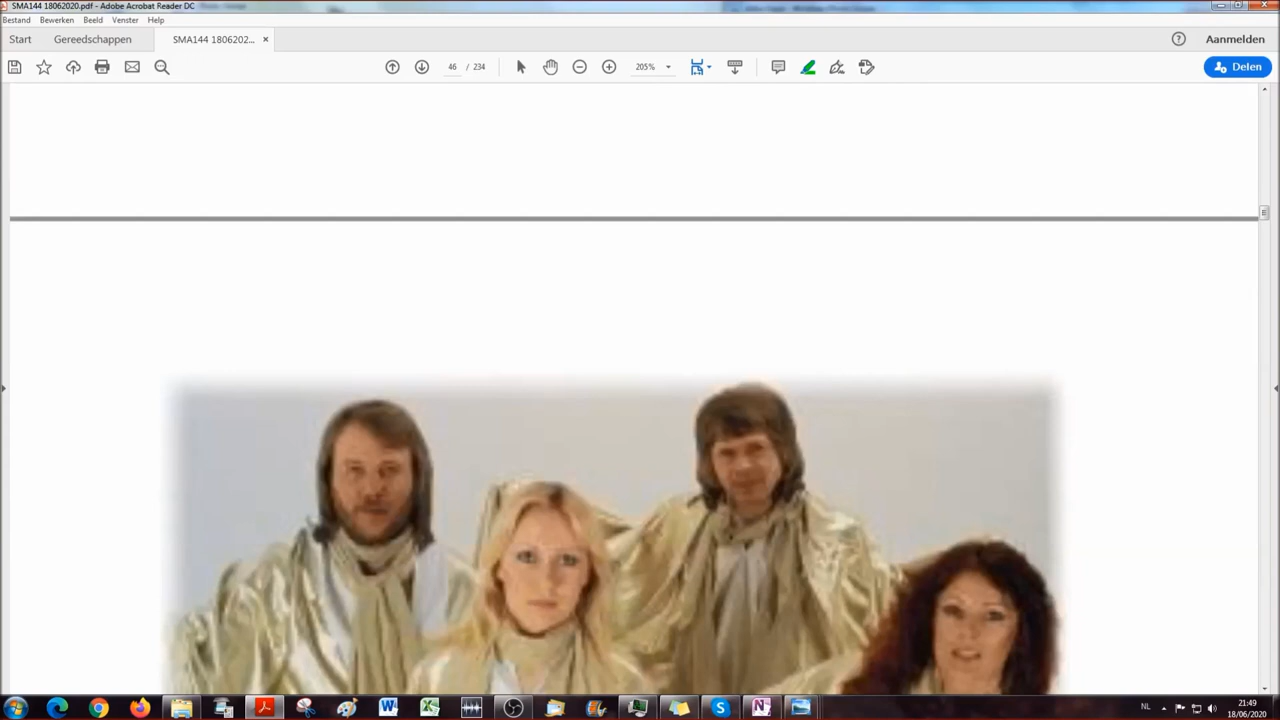 SMA144 18062020.pdf - Adobe Acrobat Reader DC
Bestand Bewerken Beeld Venster Help
Start Gereedschappen SMA144 1806202... × Aanmelden
46 / 234 205% Delen
NL 21:49
18/06/2020